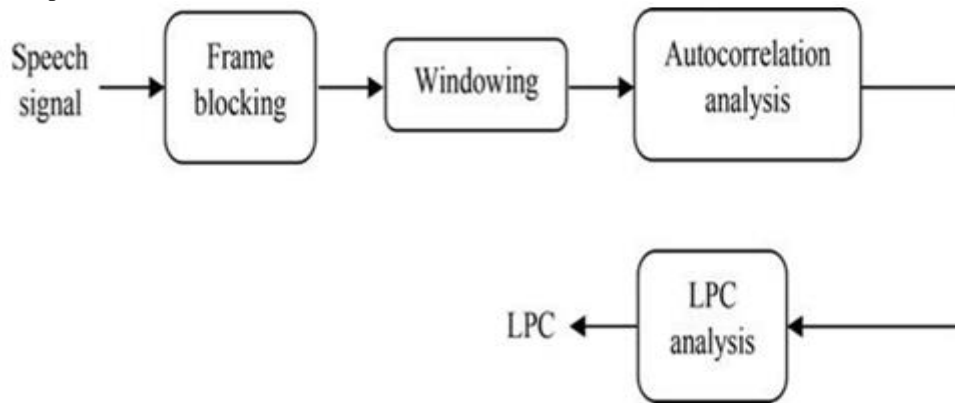 Speech
signal
Frame
blocking
Windowing
Autocorrelation
analysis
LPC
analysis
LPC